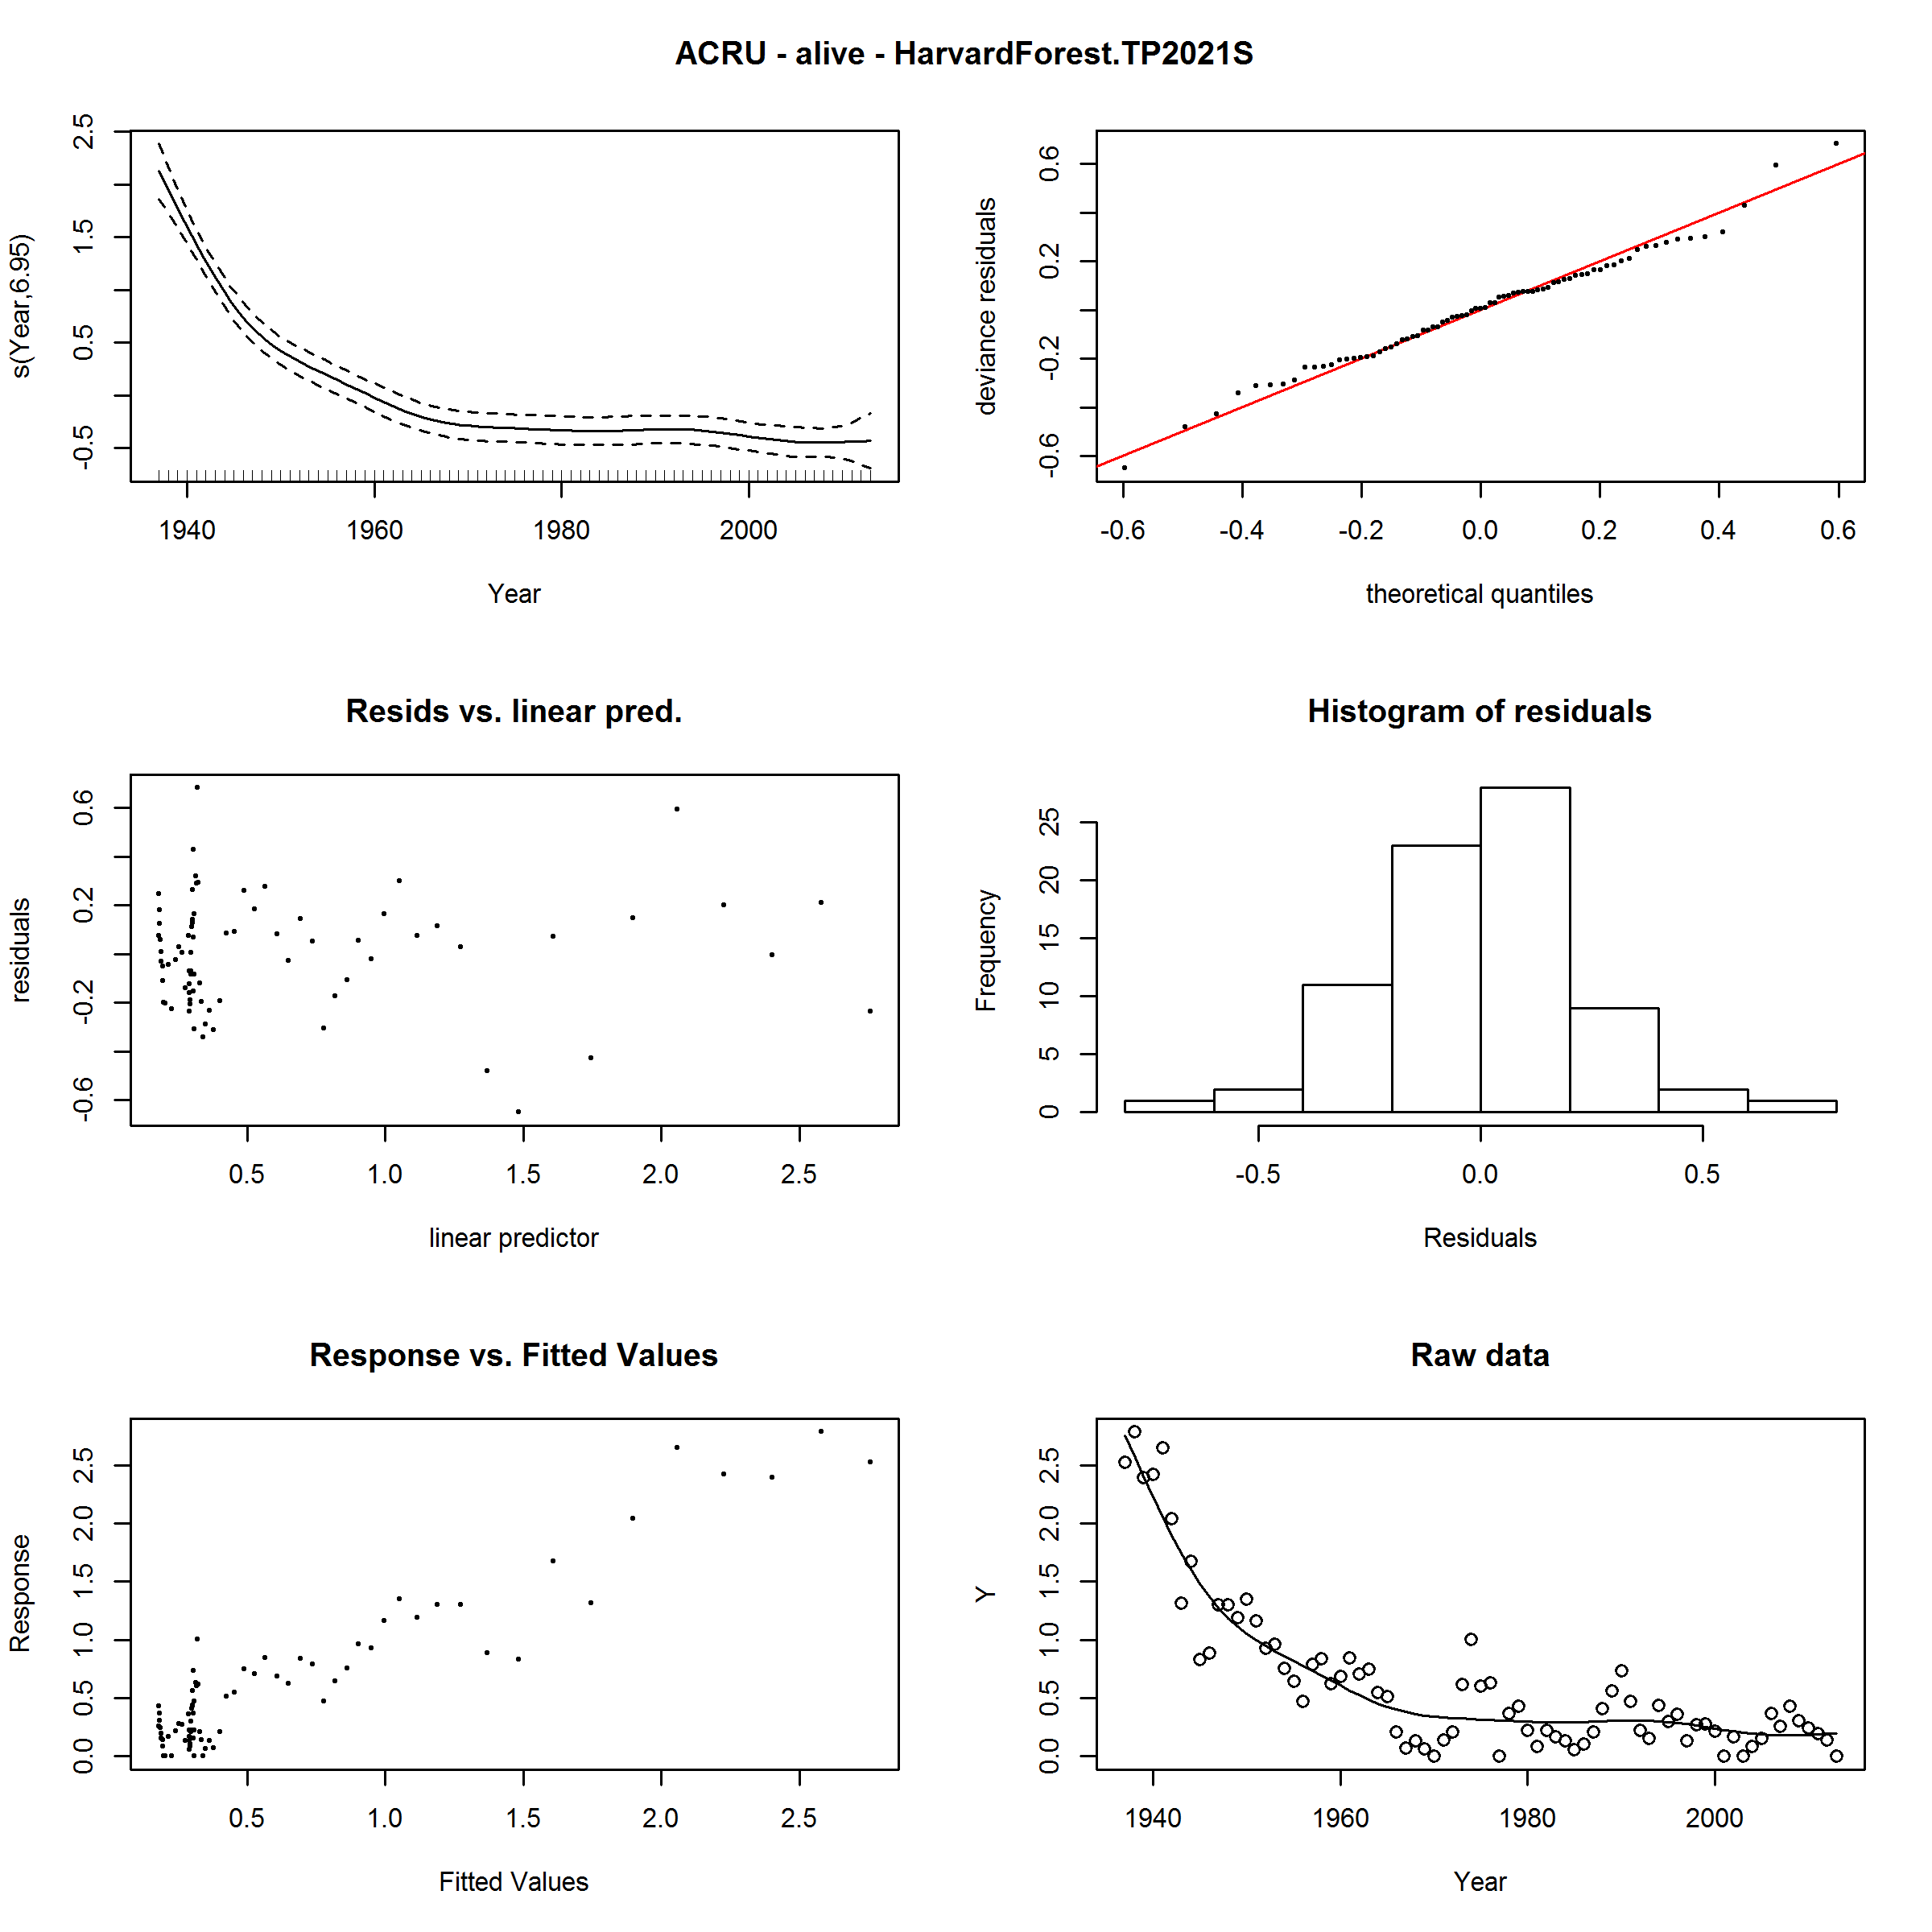 ACRU - alive - HarvardForest.TP2021S
s(Year,6.95)
2.5
1.5
0.5
-0.5
1940 1960 1980 2000
Year
deviance residuals
0.6
0.2
-0.2
-0.6
-0.6 -0.4 -0.2 0.0 0.2 0.4 0.6
theoretical quantiles
Resids vs. linear pred.
residuals
0.6
0.2
-0.2
-0.6
0.5 1.0 1.5 2.0 2.5
linear predictor
Histogram of residuals
Frequency
25
20
15
10
5
0
-0.5 0.0 0.5
Residuals
Response vs. Fitted Values
Response
2.5
2.0
1.5
1.0
0.5
0.0
0.5 1.0 1.5 2.0 2.5
Fitted Values
Raw data
Y
2.5
2.0
1.5
1.0
0.5
0.0
1940 1960 1980 2000
Year